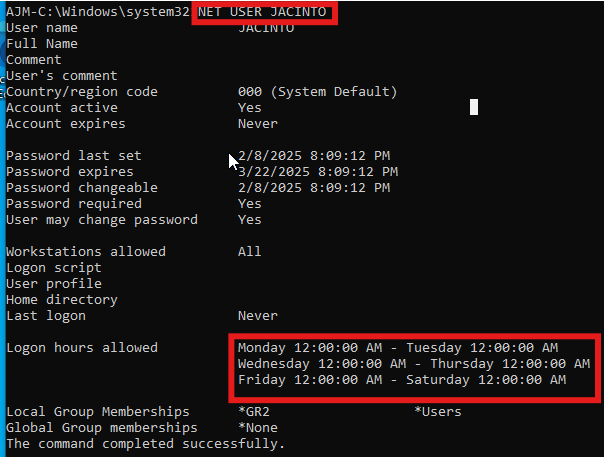 AJM-C:\Windows\system32 NET USER JACINTO
User name JACINTO
Full Name
Comment
User's comment
Country/region code 000 (System Default)
Account active Yes
Account expires Never
Password last set 2/8/2025 8:09:12 PM
Password expires 3/22/2025 8:09:12 PM
Password changeable 2/8/2025 8:09:12 PM
Password required Yes
User may change password Yes
Workstations allowed All
Logon script
User profile
Home directory
Last logon Never
Logon hours allowed Monday 12:00:00 AM - Tuesday 12:00:00 AM
Wednesday 12:00:00 AM - Thursday 12:00:00 AM
Friday 12:00:00 AM - Saturday 12:00:00 AM
Local Group Memberships *GR2 *Users
Global Group memberships *None
The command completed successfully.